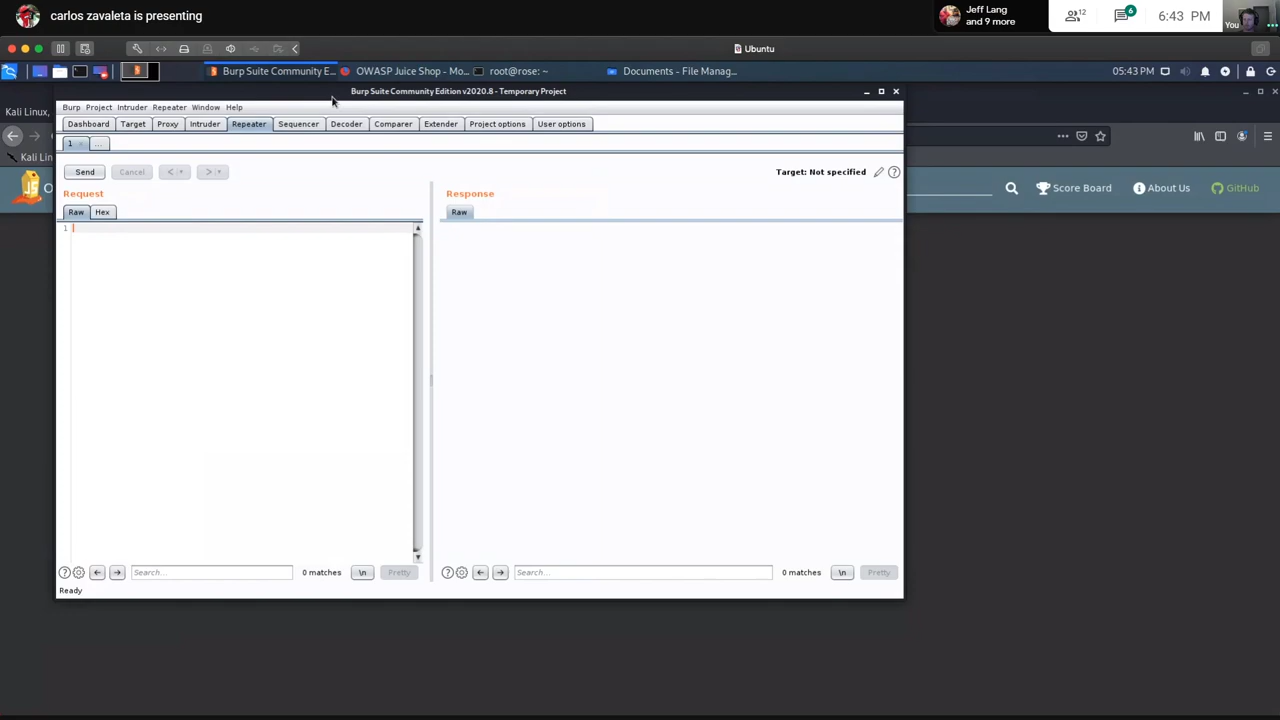 carlos zavaleta is presenting
Jeff Lang
and 9 more
12
6
6:43 PM
You
Ubuntu
Burp Suite Community E...
OWASP Juice Shop - Mo...
root@rose: ~
Documents - File Manag...
05:43 PM
Burp Suite Community Edition v2020.8 - Temporary Project
Kali Linux,
Burp Project Intruder Repeater Window Help
Dashboard Target Proxy Intruder Repeater Sequencer Decoder Comparer Extender Project options User options
1 × ...
Kali Lin
Send Cancel < > Target: Not specified ?
JS O
Score Board About Us GitHub
Request Response
Raw Hex Raw
1
? Search... 0 matches \n Pretty ? Search... 0 matches \n Pretty
Ready